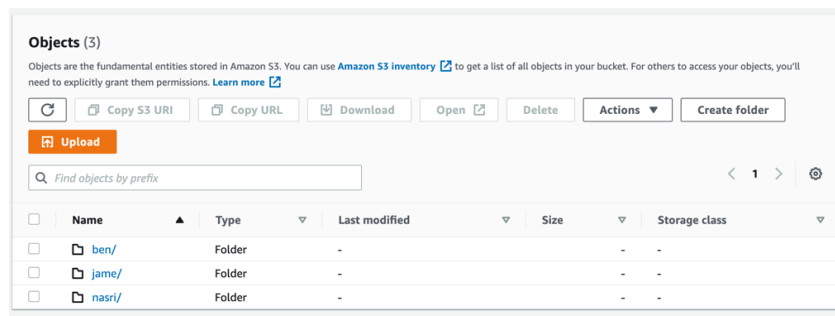 Objects (3)
Objects are the fundamental entities stored in Amazon S3. You can use Amazon S3 inventory to get a list of all objects in your bucket. For others to access your objects, you'll
need to explicitly grant them permissions. Learn more
Copy S3 URI Copy URL Download Open Delete Actions Create folder
Upload
Find objects by prefix 1
Name Type Last modified Size Storage class
ben/ Folder - - -
jame/ Folder - - -
nasri/ Folder - - -